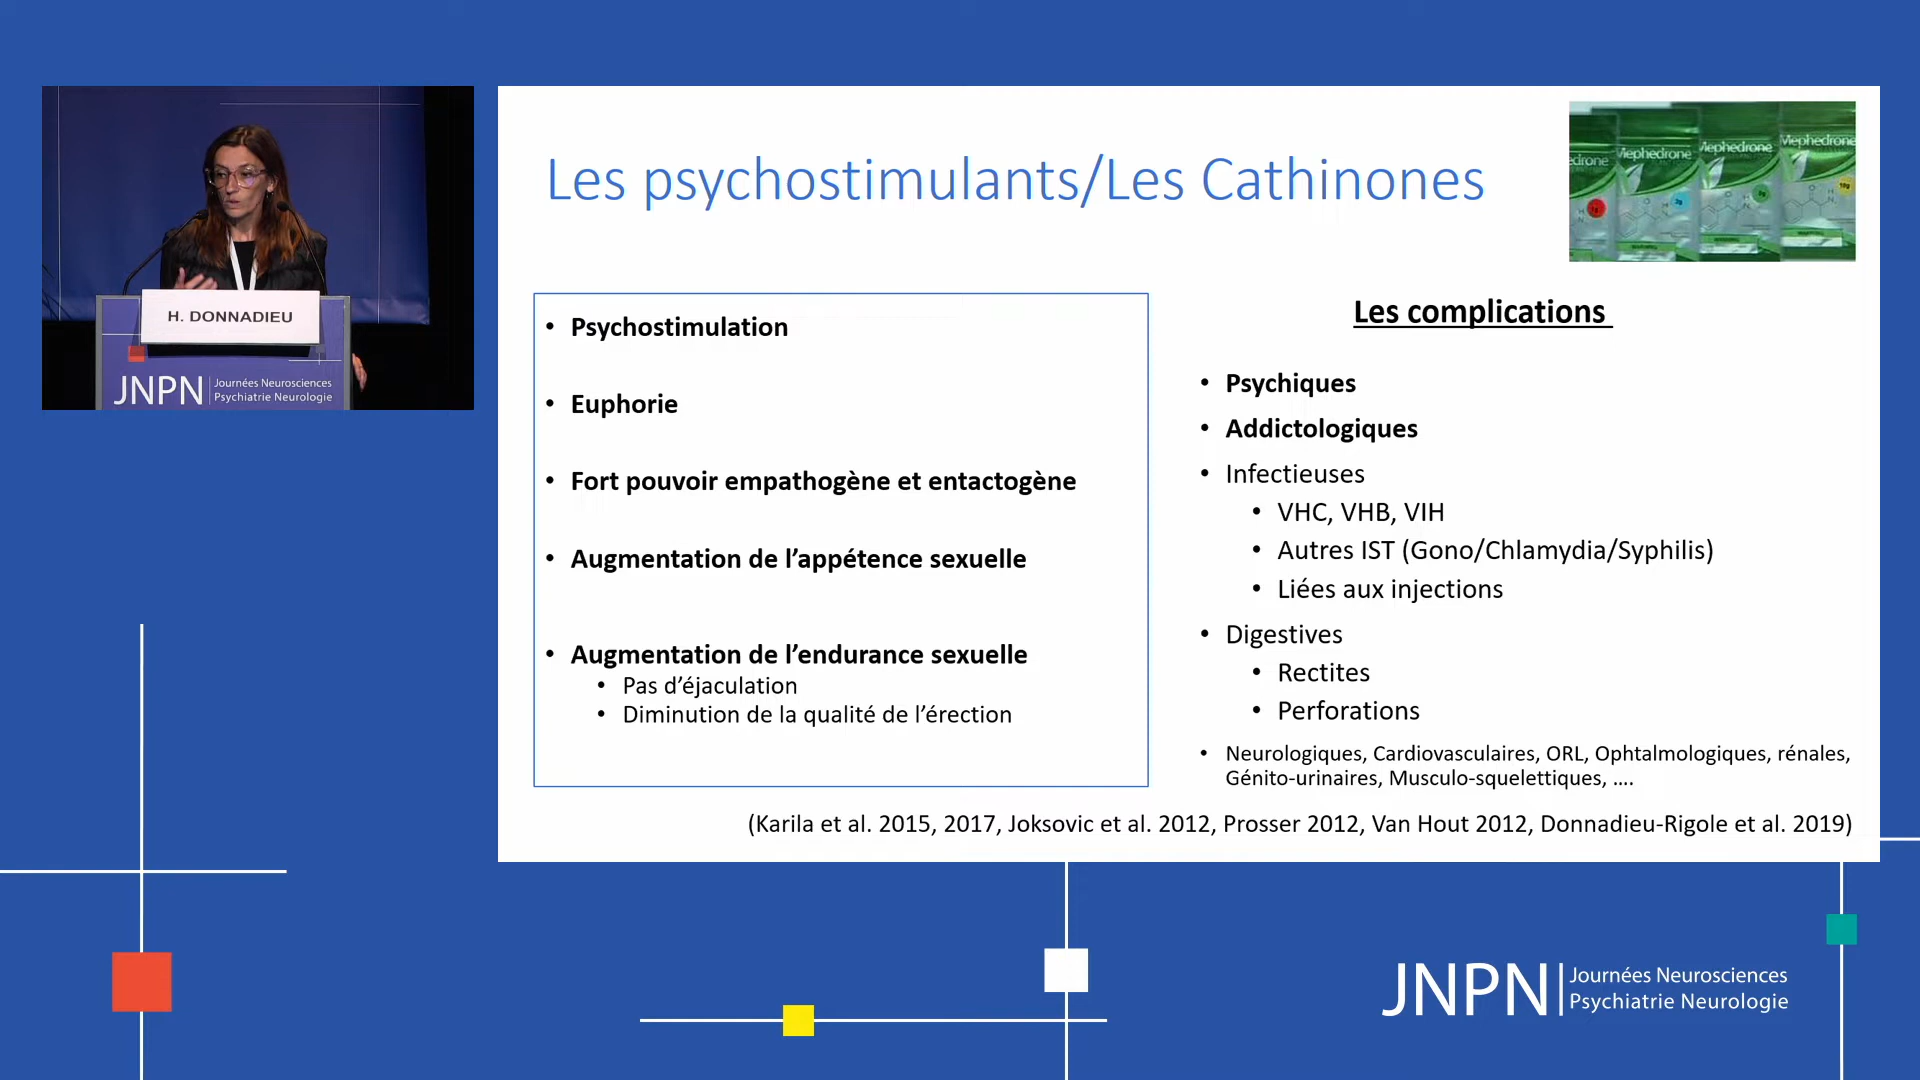 H. DONNADIEU
JNPN Journées Neurosciences
Psychiatrie Neurologie
Les psychostimulants/Les Cathinones
edrone
Mephedrone
Mephedrone
Mephedrone
• Psychostimulation
• Euphorie
• Fort pouvoir empathogène et entactogène
• Augmentation de l’appétence sexuelle
• Augmentation de l’endurance sexuelle
• Pas d’éjaculation
• Diminution de la qualité de l’érection
Les complications
• Psychiques
• Addictologiques
• Infectieuses
• VHC, VHB, VIH
• Autres IST (Gono/Chlamydia/Syphilis)
• Liées aux injections
• Digestives
• Rectites
• Perforations
• Neurologiques, Cardiovasculaires, ORL, Ophtalmologiques, rénales,
Génito-urinaires, Musculo-squelettiques, ….
(Karila et al. 2015, 2017, Joksovic et al. 2012, Prosser 2012, Van Hout 2012, Donnadieu-Rigole et al. 2019)
JNPN Journées Neurosciences
Psychiatrie Neurologie